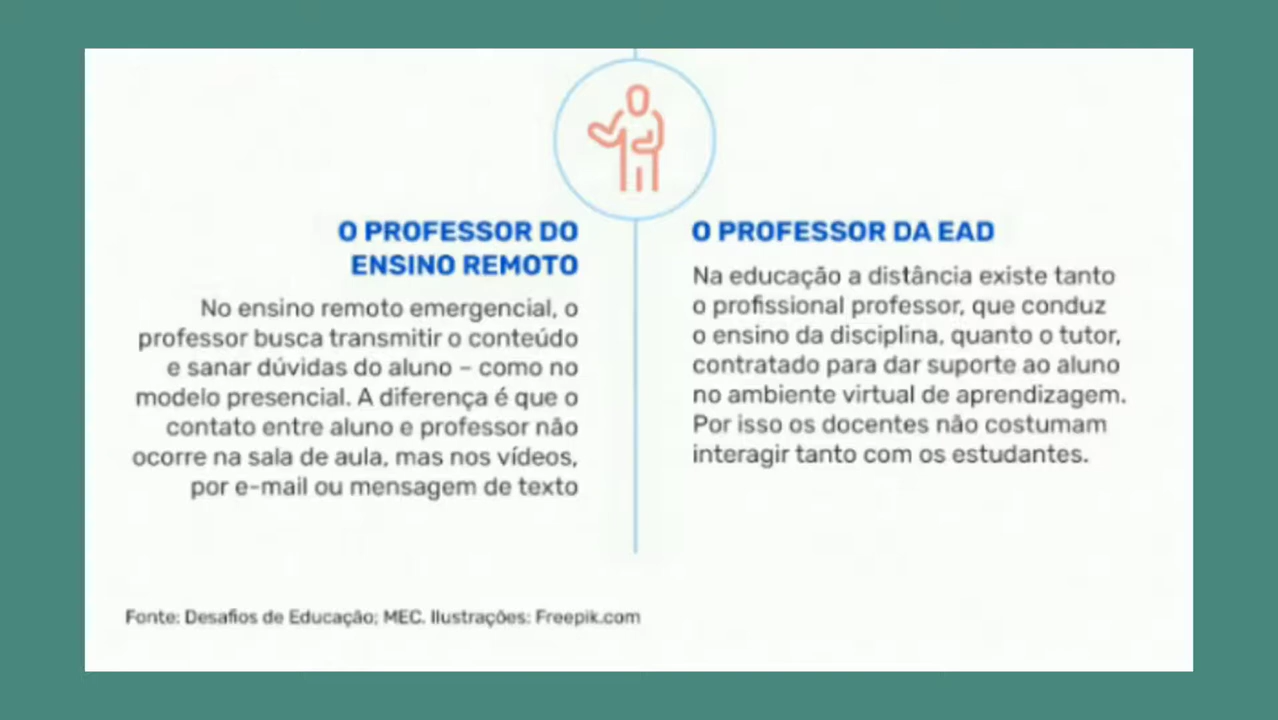 O PROFESSOR DO
ENSINO REMOTO
No ensino remoto emergencial, o
professor busca transmitir o conteúdo
e sanar dúvidas do aluno – como no
modelo presencial. A diferença é que o
contato entre aluno e professor não
ocorre na sala de aula, mas nos vídeos,
por e-mail ou mensagem de texto
O PROFESSOR DA EAD
Na educação a distância existe tanto
o profissional professor, que conduz
o ensino da disciplina, quanto o tutor,
contratado para dar suporte ao aluno
no ambiente virtual de aprendizagem.
Por isso os docentes não costumam
interagir tanto com os estudantes.
Fonte: Desafios de Educação; MEC. Ilustrações: Freepik.com